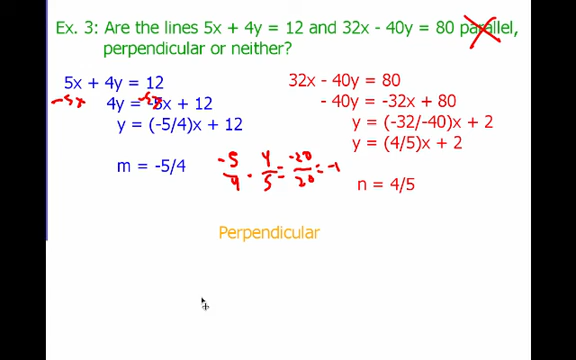 Ex. 3: Are the lines 5x + 4y = 12 and 32x - 40y = 80 parallel,
perpendicular or neither?
5x + 4y = 12
-5x 4y = -5x + 12
y = (-5/4)x + 12
m = -5/4
32x - 40y = 80
- 40y = -32x + 80
y = (-32/-40)x + 2
y = (4/5)x + 2
n = 4/5
-5/4 · 4/5 = -20/20 = -1
Perpendicular